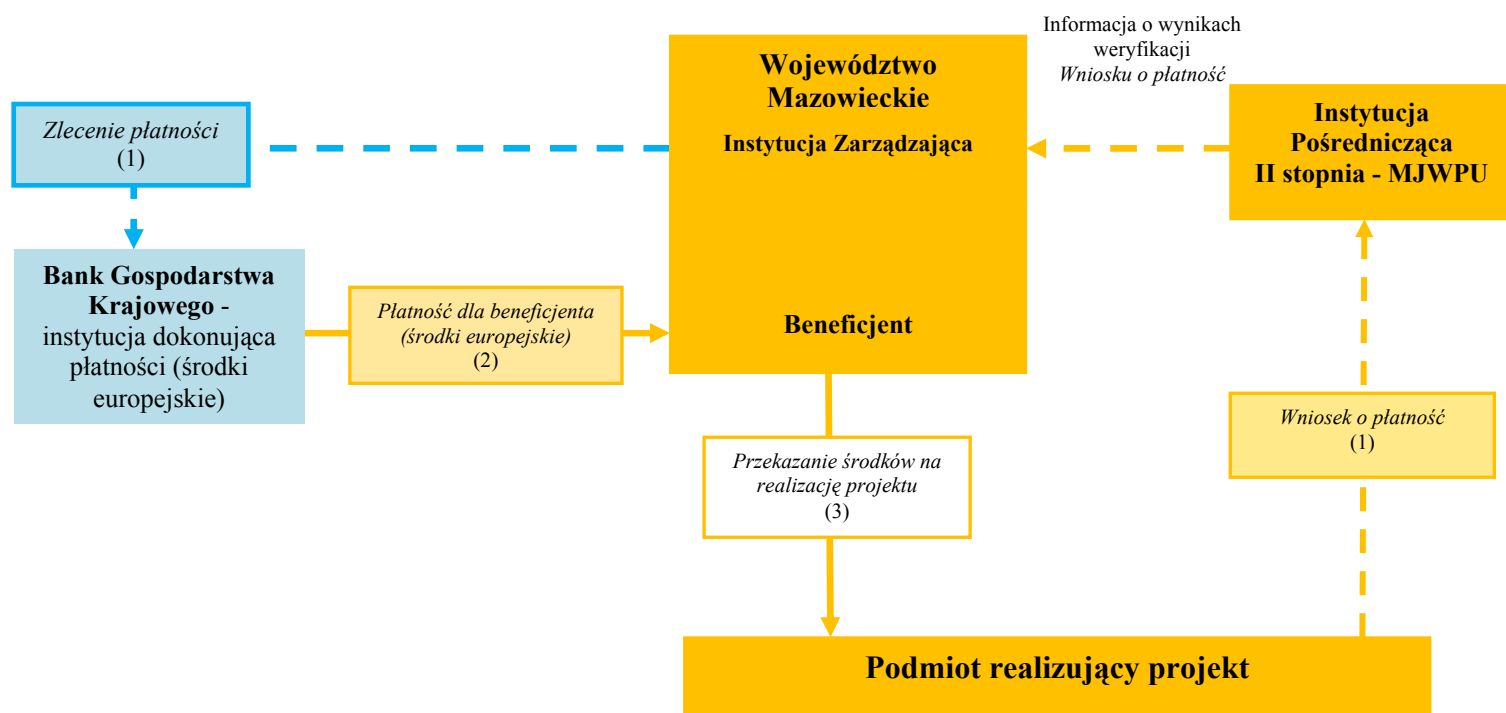 Informacja o wynikach
weryfikacji
Wniosku o płatność
Zlecenie płatności
(1)
Województwo
Mazowieckie
Instytucja Zarządzająca
Instytucja
Pośrednicząca
II stopnia - MJWPU
Bank Gospodarstwa
Krajowego -
instytucja dokonująca
płatności (środki
europejskie)
Płatność dla beneficjenta
(środki europejskie)
(2)
Beneficjent
Wniosek o płatność
(1)
Przekazanie środków na
realizację projektu
(3)
Podmiot realizujący projekt